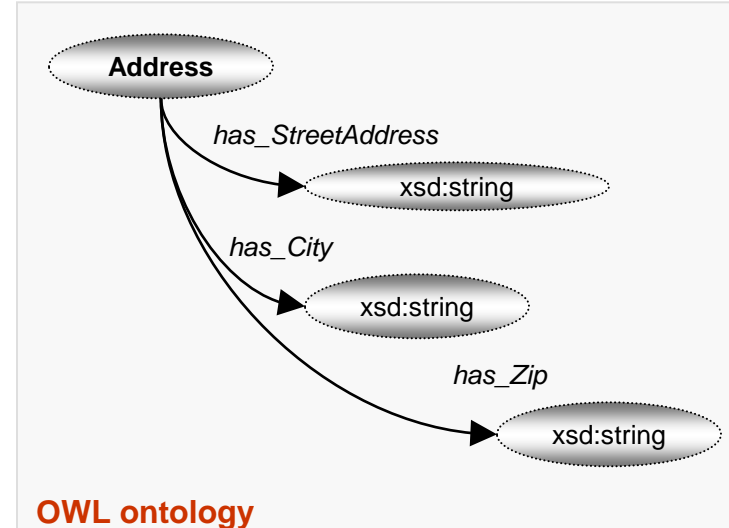 Address
has_StreetAddress
xsd:string
has_City
xsd:string
has_Zip
xsd:string
OWL ontology